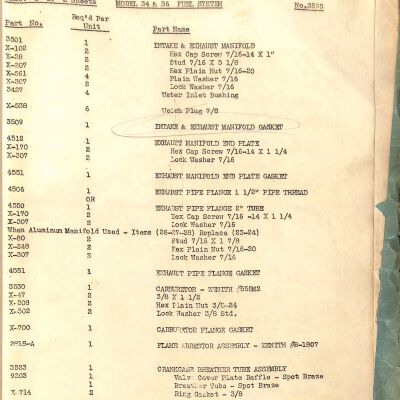 of 2 Sheets MODEL 34 & 36 FUEL SYSTEM No.3525
Part No. Req'd Per Unit Part Name
3501 1 INTAKE & EXHAUST MANIFOLD
X-102 2 Hex Cap Screw 7/16-14 X 1"
X-38 2 Stud 7/16 X 5 1/8
X-207 2 Hex Plain Nut 7/16-20
X-561 4 Plain Washer 7/16
X-307 2 Lock Washer 7/16
3427 4 Water Inlet Bushing
X-538 6 Welch Plug 7/8
3509 1 INTAKE & EXHAUST MANIFOLD GASKET
4512 1 EXHAUST MANIFOLD END PLATE
X-170 2 Hex Cap Screw 7/16-14 X 1 1/4
X-307 2 Lock Washer 7/16
4551 1 EXHAUST MANIFOLD END PLATE GASKET
4506 1 EXHAUST PIPE FLANGE 1 1/2" PIPE THREAD
OR
4550 1 EXHAUST PIPE FLANGE 2" TUBE
X-170 2 Hex Cap Screw 7/16 -14 X 1 1/4
X-307 2 Lock Washer 7/16
When Aluminum Manifold Used - Items (26-27-28) Replace (23-24)
X-80 2 Stud 7/16 X 1 7/8
X-248 2 Hex Plain Nut 7/16-20
X-307 2 Lock Washer 7/16
4551 1 EXHAUST PIPE FLANGE GASKET
3530 1 CARBURETOR - ZENITH
X-47 2 3/8 X 1 1/2
X-208 2 Hex Plain Nut 3/8-24
X-302 2 Lock Washer 3/8 Std.
X-700 1 CARBURETOR FLANGE GASKET
2818-A 1 FLAME ARRESTOR ASSEMBLY - ZENITH #B-1807
3523 1 CRANKCASE BREATHER TUBE ASSEMBLY
9203 1 Valve Cover Plate Baffle - Spot Braze
1 Breather Tube - Spot Braze
X-714 2 Ring Gasket - 3/8